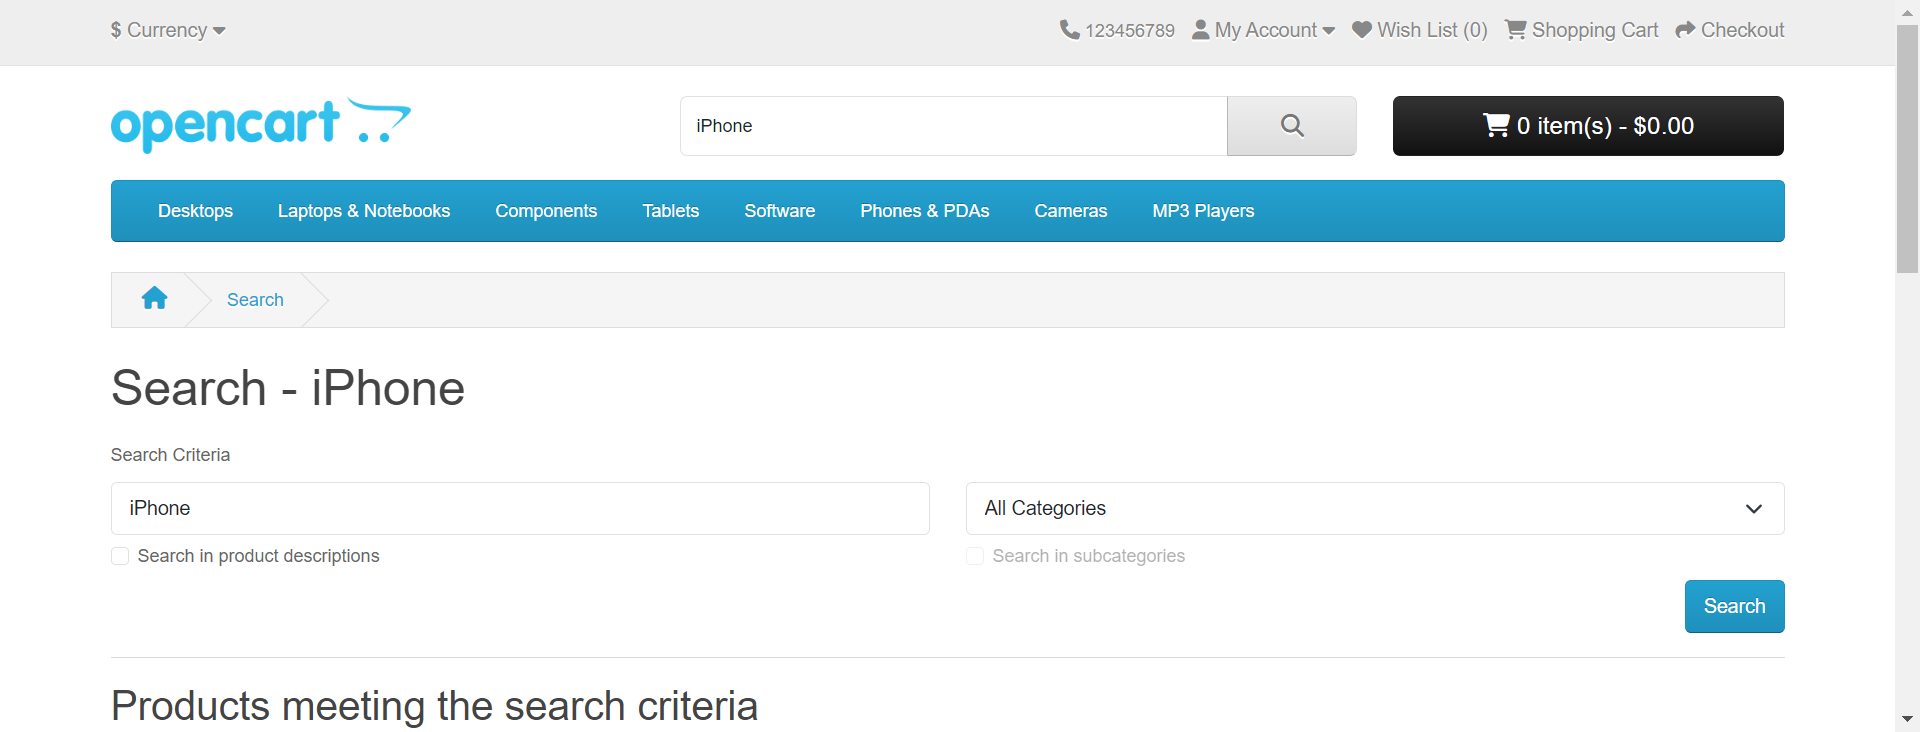 $ Currency
123456789 My Account Wish List (0) Shopping Cart Checkout
opencart
iPhone
0 item(s) - $0.00
Desktops Laptops & Notebooks Components Tablets Software Phones & PDAs Cameras MP3 Players
Search
Search - iPhone
Search Criteria
iPhone
All Categories
Search in product descriptions
Search in subcategories
Search
Products meeting the search criteria